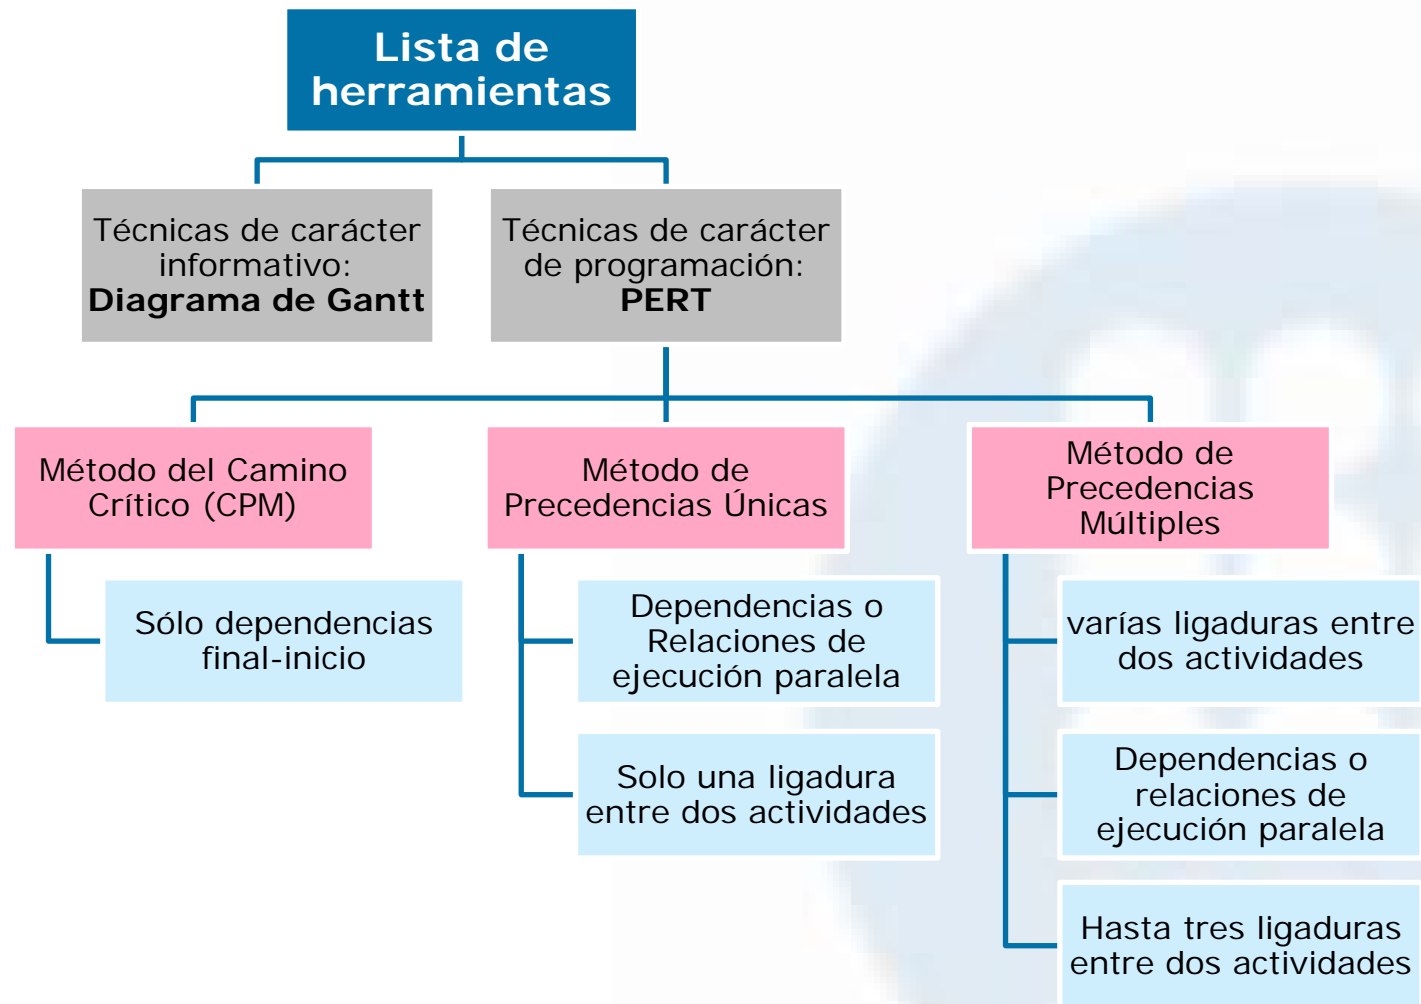 Lista de
herramientas
Técnicas de carácter
informativo:
Diagrama de Gantt
Técnicas de carácter
de programación:
PERT
Método del Camino
Crítico (CPM)
Sólo dependencias
final-inicio
Método de
Precedencias Únicas
Dependencias o
Relaciones de
ejecución paralela
Solo una ligadura
entre dos actividades
Método de
Precedencias
Múltiples
varías ligaduras entre
dos actividades
Dependencias o
relaciones de
ejecución paralela
Hasta tres ligaduras
entre dos actividades